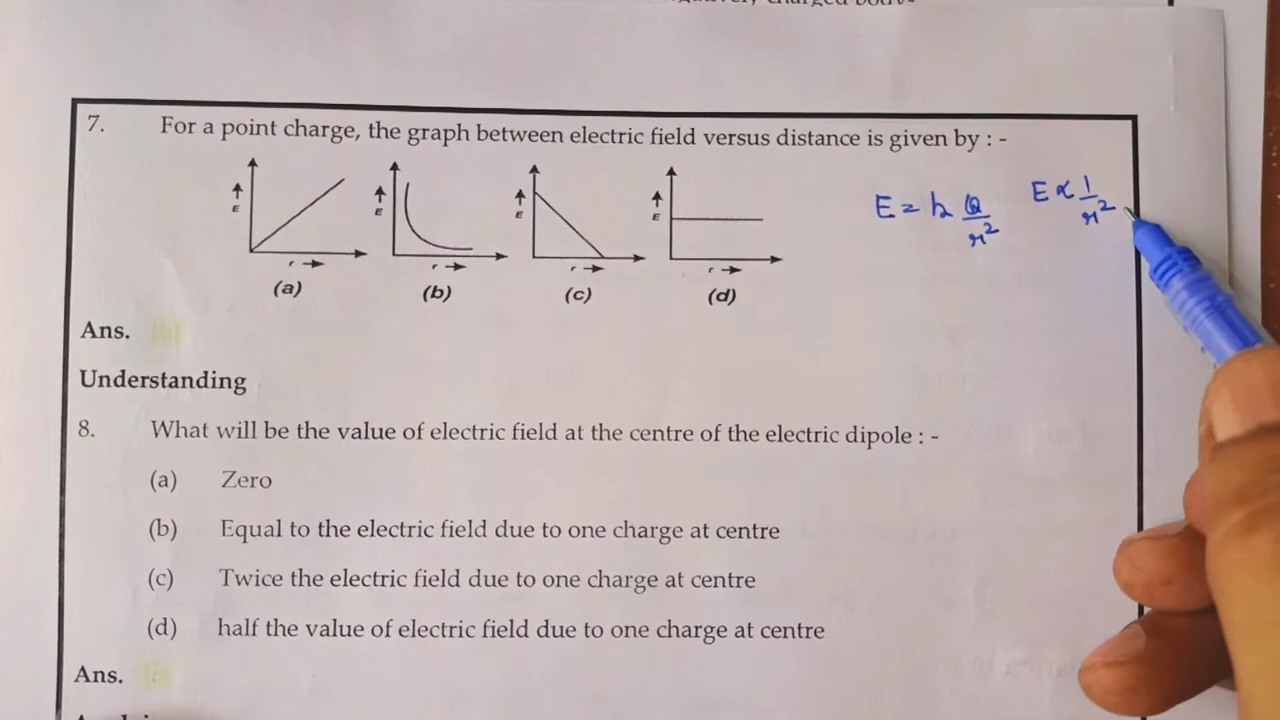 7. For a point charge, the graph between electric field versus distance is given by : -
E E E E
r r r r
(a) (b) (c) (d)
E = k Q/r² E ∝ 1/r²
Ans.
Understanding
8. What will be the value of electric field at the centre of the electric dipole : -
(a) Zero
(b) Equal to the electric field due to one charge at centre
(c) Twice the electric field due to one charge at centre
(d) half the value of electric field due to one charge at centre
Ans.